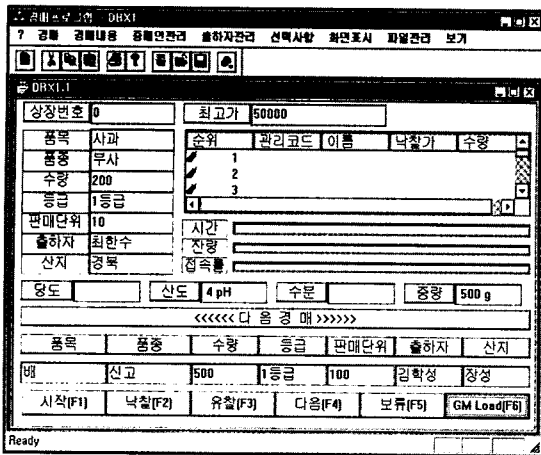 경매프로그램 - DBX1
? 경매 경매내용 중매인관리 출하자관리 선택사항 화면표시 파일관리 보기
DBX1.1
상장번호 0 최고가 50000
품목 사과
품종 부사
수량 200
등급 1등급
판매단위 10
출하자 최한수
산지 경북
순위 관리코드 이름 낙찰가 수량
1
2
3
시간
잔량
접속률
당도 산도 4 pH 수분 중량 500 g
<<<<<< 다 음 경 매 >>>>>>
품목 품종 수량 등급 판매단위 출하자 산지
배 신고 500 1등급 100 김학성 장성
시작(F1) 낙찰(F2) 유찰(F3) 다음(F4) 보류(F5) GM Load(F6)
Ready